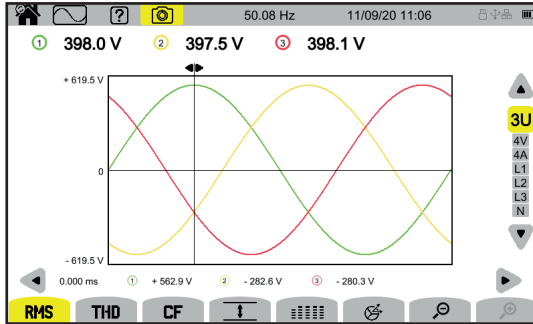 ? 50.08 Hz 11/09/20 11:06
1 398.0 V 2 397.5 V 3 398.1 V
+ 619.5 V
0
- 619.5 V
3U
4V
4A
L1
L2
L3
N
0.000 ms 1 + 562.9 V 2 - 282.6 V 3 - 280.3 V
RMS THD CF